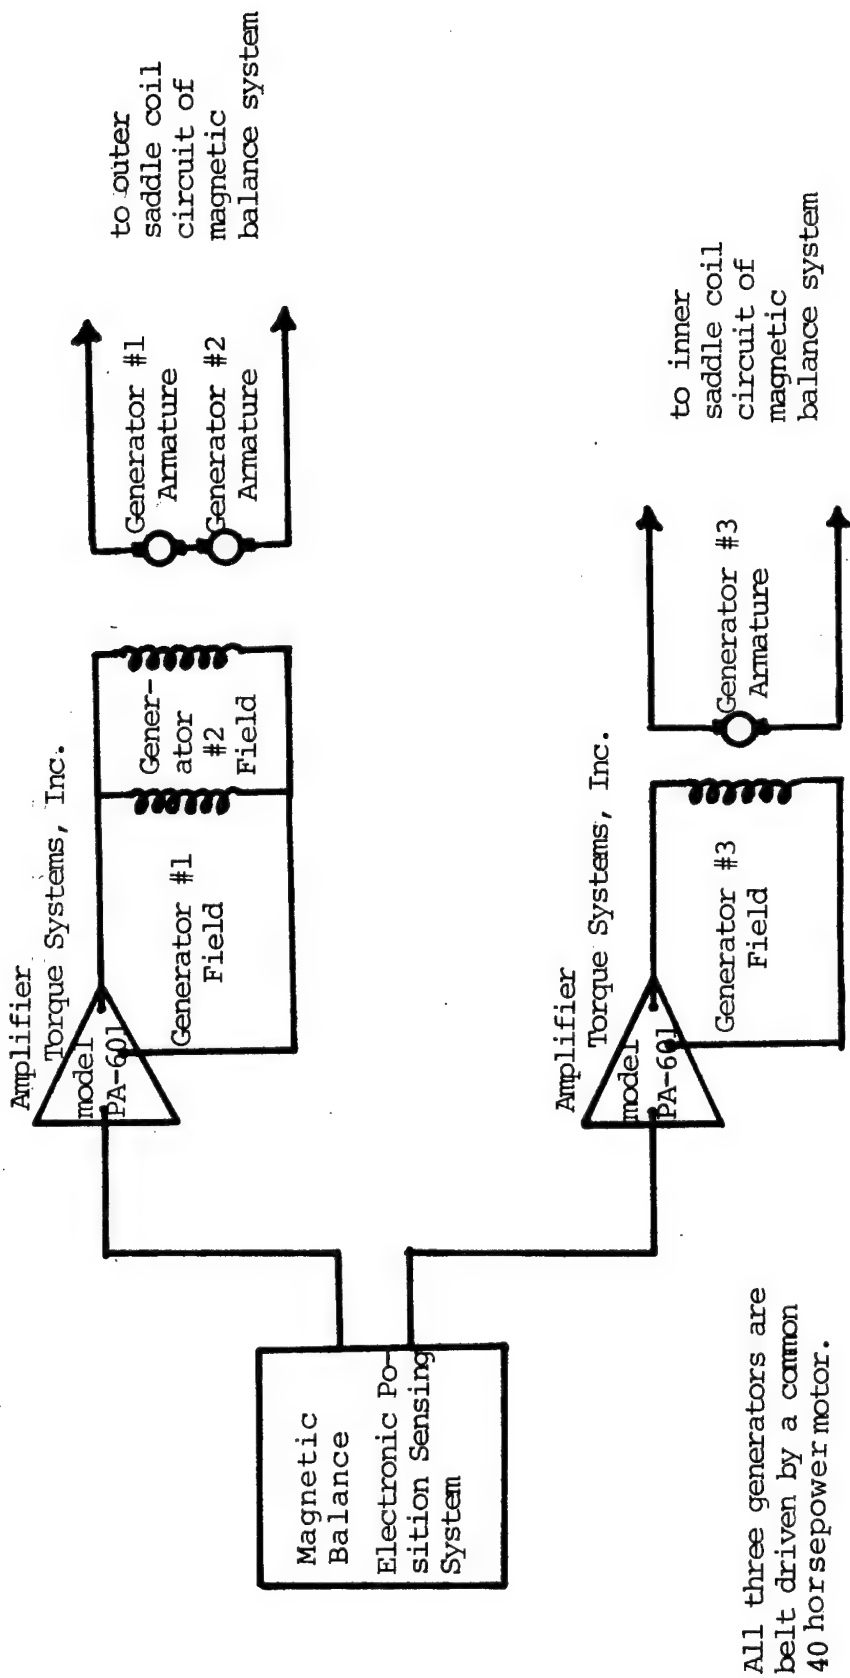 Magnetic
Balance
Electronic Po-
sition Sensing
System
Amplifier
Torque Systems, Inc.
model
PA-601
Generator #1
Field
Gener-
ator
#2
Field
Generator #1
Armature
Generator #2
Armature
to outer
saddle coil
circuit of
magnetic
balance system
Amplifier
Torque Systems, Inc.
model
PA-601
Generator #3
Field
Generator #3
Armature
to inner
saddle coil
circuit of
magnetic
balance system
All three generators are
belt driven by a common
40 horsepower motor.